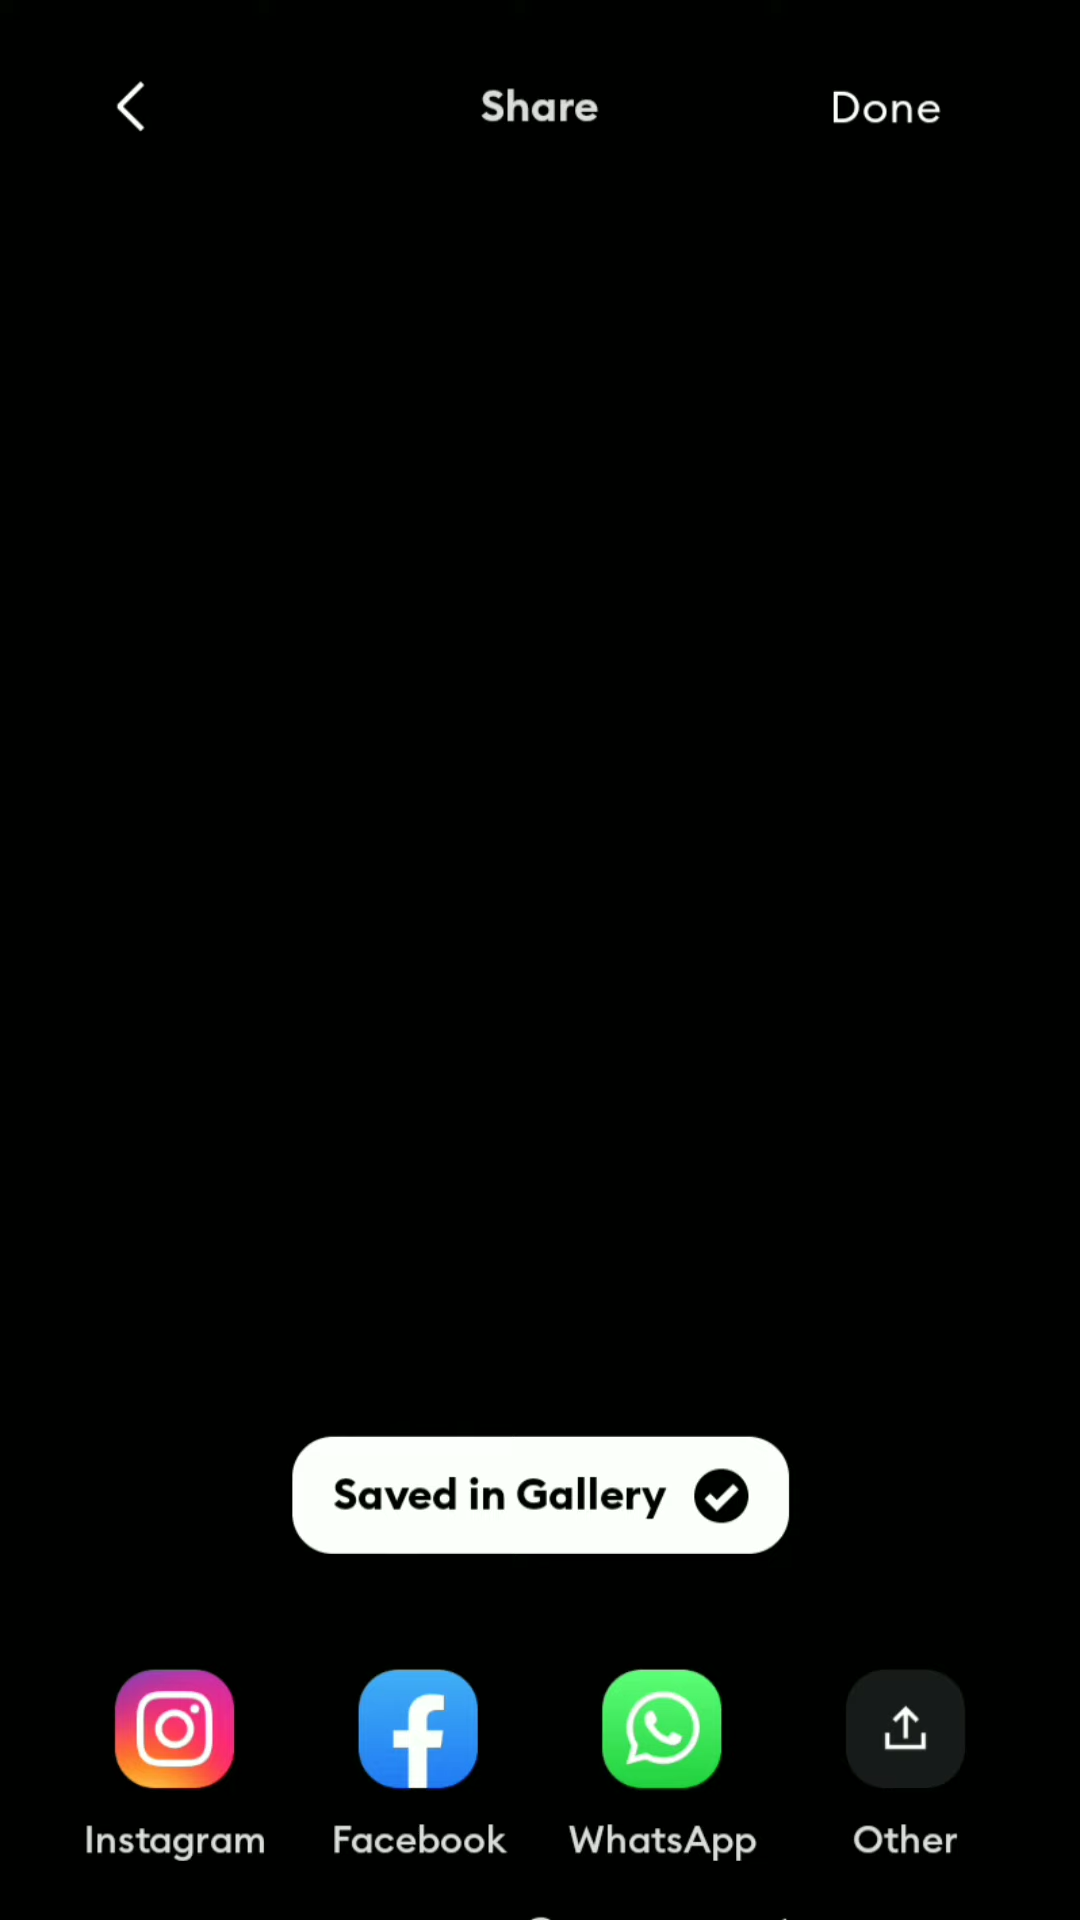 Share
Done
Saved in Gallery
Instagram
Facebook
WhatsApp
Other